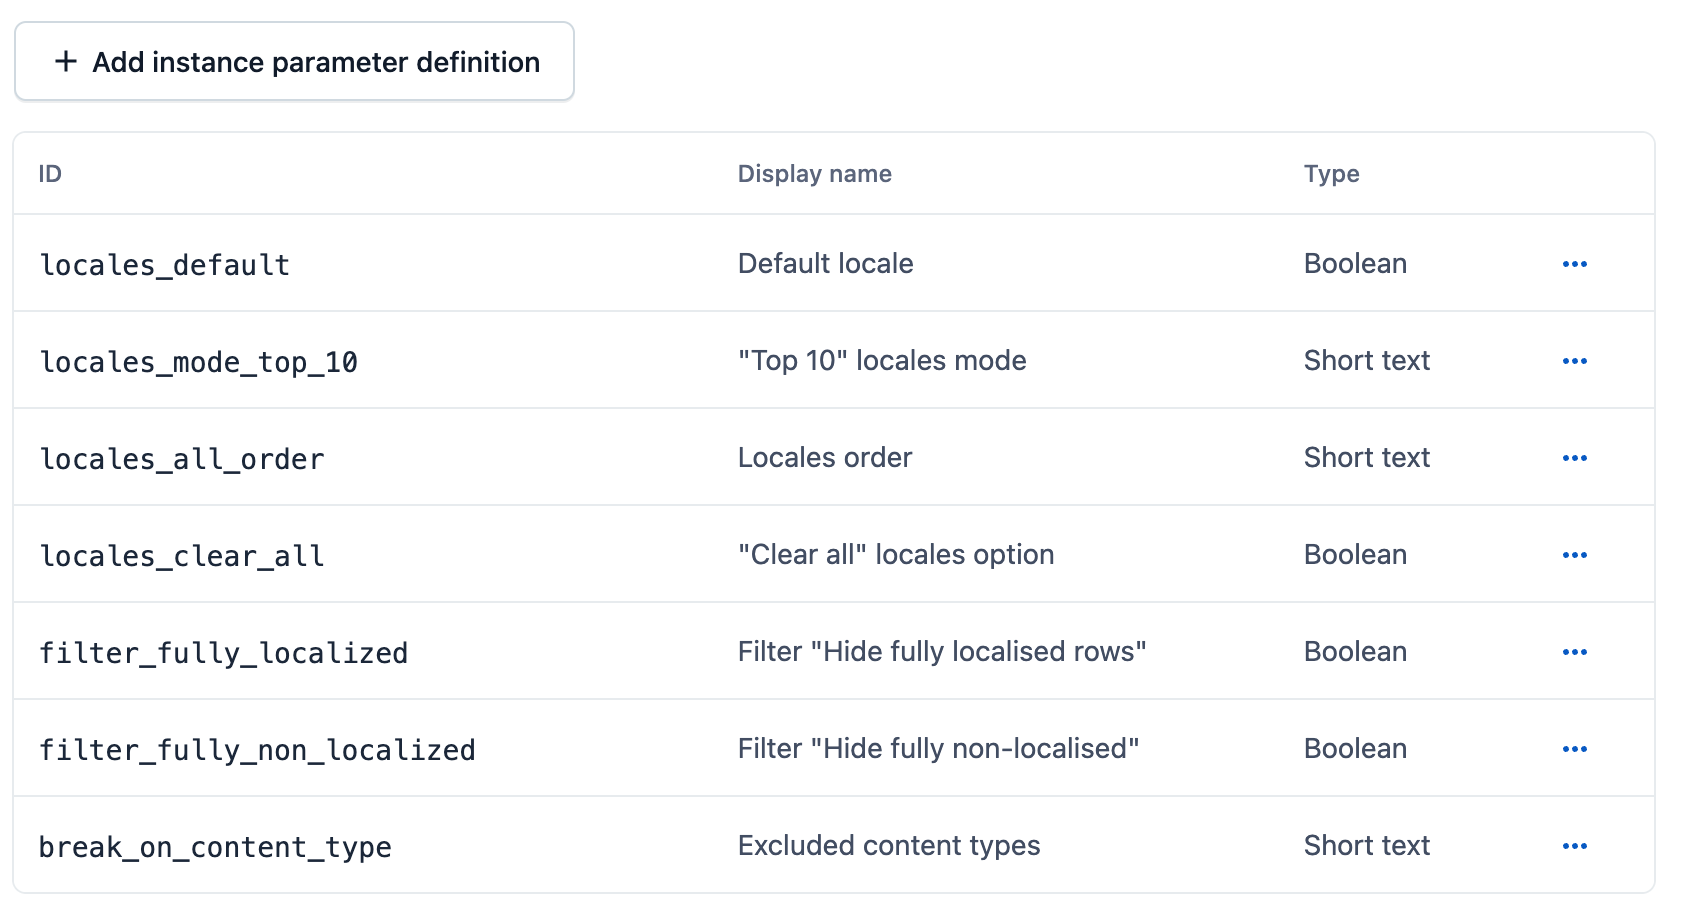 + Add instance parameter definition
ID Display name Type
locales_default Default locale Boolean
locales_mode_top_10 "Top 10" locales mode Short text
locales_all_order Locales order Short text
locales_clear_all "Clear all" locales option Boolean
filter_fully_localized Filter "Hide fully localised rows" Boolean
filter_fully_non_localized Filter "Hide fully non-localised" Boolean
break_on_content_type Excluded content types Short text